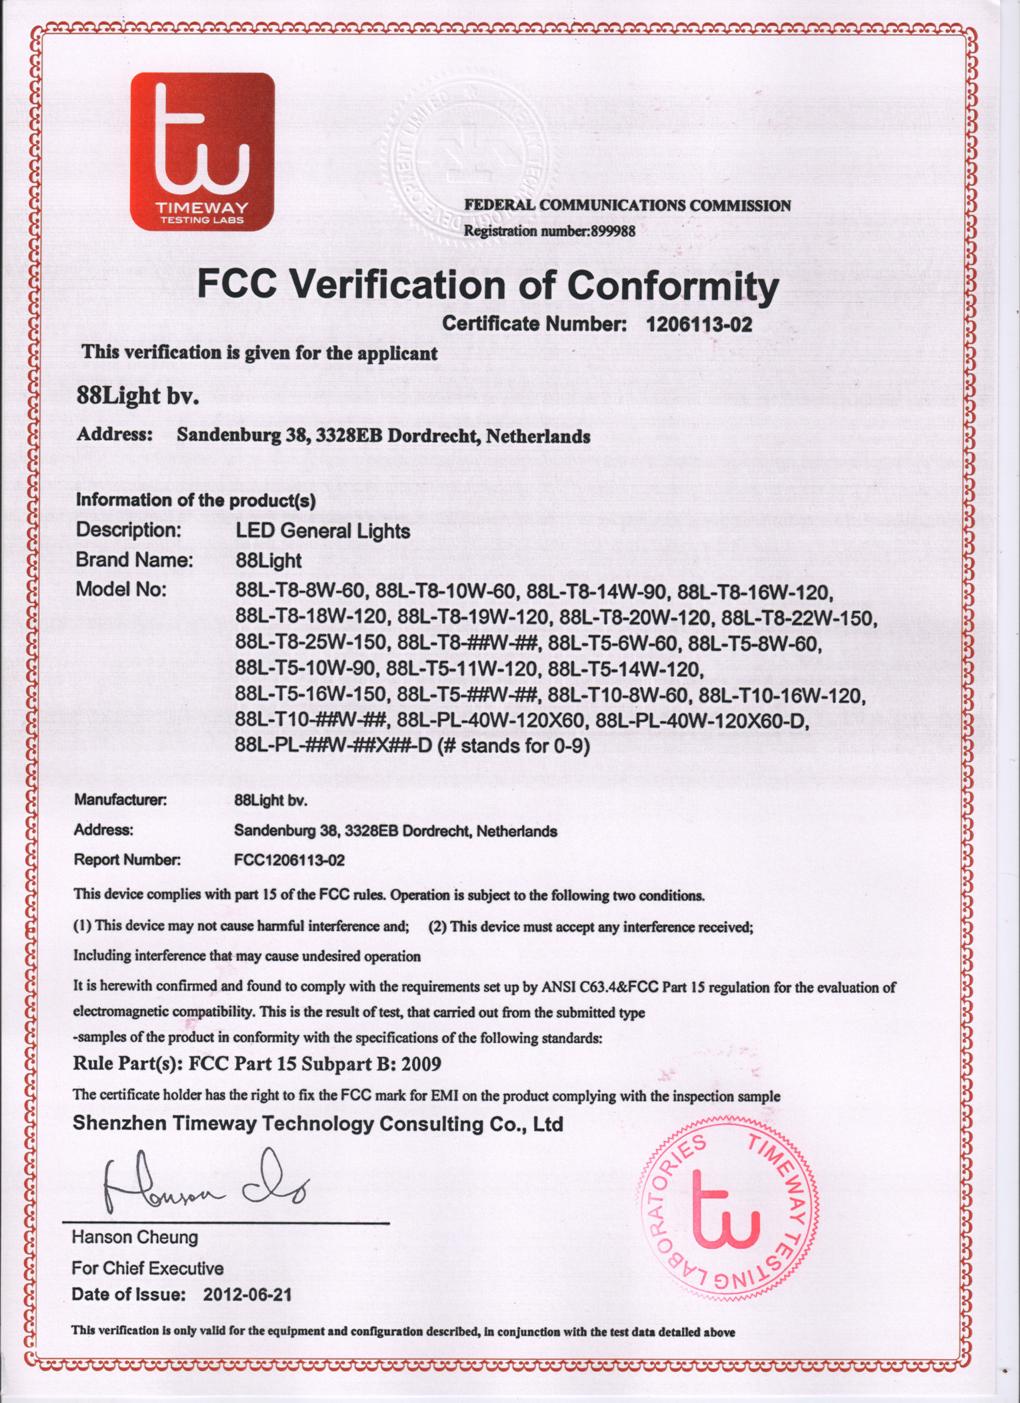 tw
TIMEWAY
TESTING LABS
FEDERAL COMMUNICATIONS COMMISSION
Registration number:899988
FCC Verification of Conformity
Certificate Number: 1206113-02
This verification is given for the applicant
88Light bv.
Address: Sandenburg 38, 3328EB Dordrecht, Netherlands
Information of the product(s)
Description: LED General Lights
Brand Name: 88Light
Model No: 88L-T8-8W-60, 88L-T8-10W-60, 88L-T8-14W-90, 88L-T8-16W-120,
88L-T8-18W-120, 88L-T8-19W-120, 88L-T8-20W-120, 88L-T8-22W-150,
88L-T8-25W-150, 88L-T8-##W-##, 88L-T5-6W-60, 88L-T5-8W-60,
88L-T5-10W-90, 88L-T5-11W-120, 88L-T5-14W-120,
88L-T5-16W-150, 88L-T5-##W-##, 88L-T10-8W-60, 88L-T10-16W-120,
88L-T10-##W-##, 88L-PL-40W-120X60, 88L-PL-40W-120X60-D,
88L-PL-##W-##X##-D (# stands for 0-9)
Manufacturer: 88Light bv.
Address: Sandenburg 38, 3328EB Dordrecht, Netherlands
Report Number: FCC1206113-02
This device complies with part 15 of the FCC rules. Operation is subject to the following two conditions.
(1) This device may not cause harmful interference and; (2) This device must accept any interference received;
Including interference that may cause undesired operation
It is herewith confirmed and found to comply with the requirements set up by ANSI C63.4&FCC Part 15 regulation for the evaluation of
electromagnetic compatibility. This is the result of test, that carried out from the submitted type
-samples of the product in conformity with the specifications of the following standards:
Rule Part(s): FCC Part 15 Subpart B: 2009
The certificate holder has the right to fix the FCC mark for EMI on the product complying with the inspection sample
Shenzhen Timeway Technology Consulting Co., Ltd
TIMEWAY TESTING LABORATORIES
tw
Hanson Cheung
For Chief Executive
Date of Issue: 2012-06-21
This verification is only valid for the equipment and configuration described, in conjunction with the test data detailed above